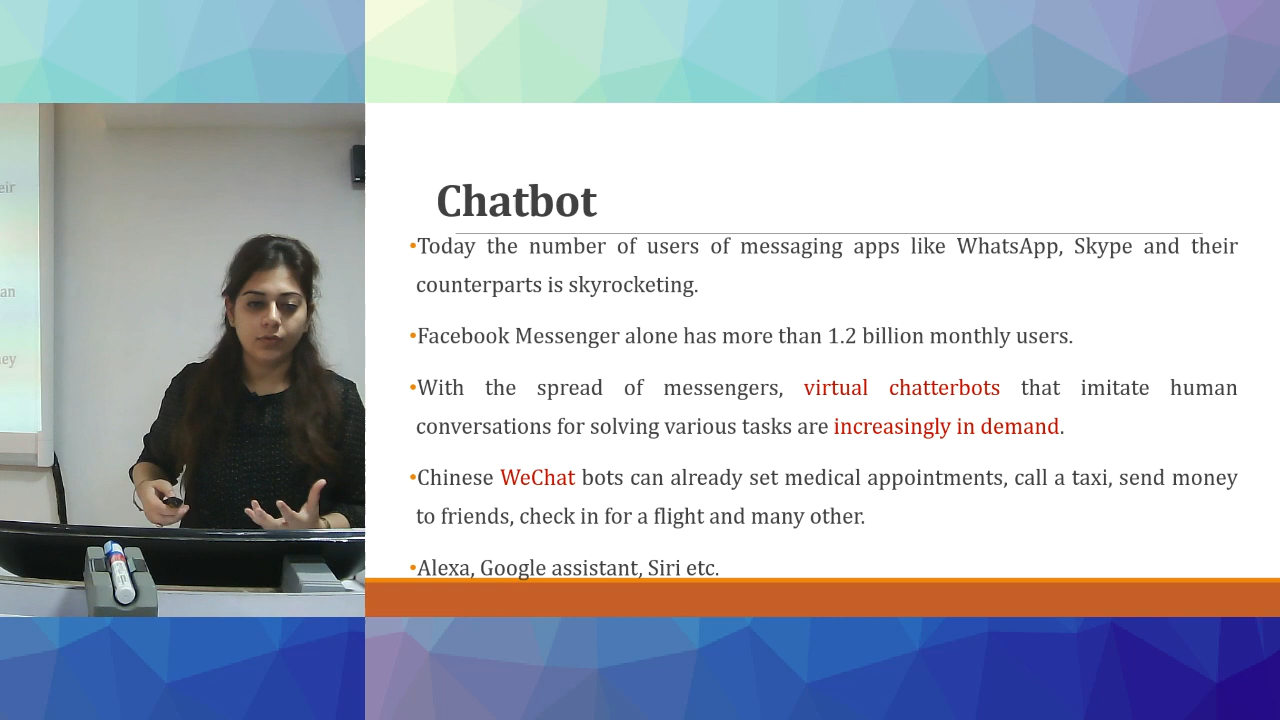 eir
an
ey
Chatbot
•Today the number of users of messaging apps like WhatsApp, Skype and their
counterparts is skyrocketing.
•Facebook Messenger alone has more than 1.2 billion monthly users.
•With the spread of messengers, virtual chatterbots that imitate human
conversations for solving various tasks are increasingly in demand.
•Chinese WeChat bots can already set medical appointments, call a taxi, send money
to friends, check in for a flight and many other.
•Alexa, Google assistant, Siri etc.